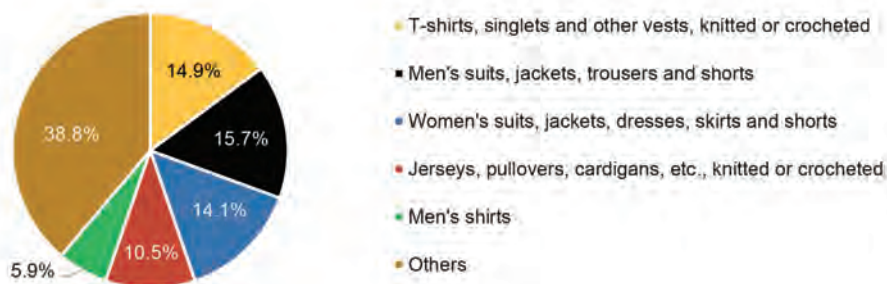 14.9%
15.7%
14.1%
10.5%
5.9%
38.8%
T-shirts, singlets and other vests, knitted or crocheted
Men's suits, jackets, trousers and shorts
Women's suits, jackets, dresses, skirts and shorts
Jerseys, pullovers, cardigans, etc., knitted or crocheted
Men's shirts
Others